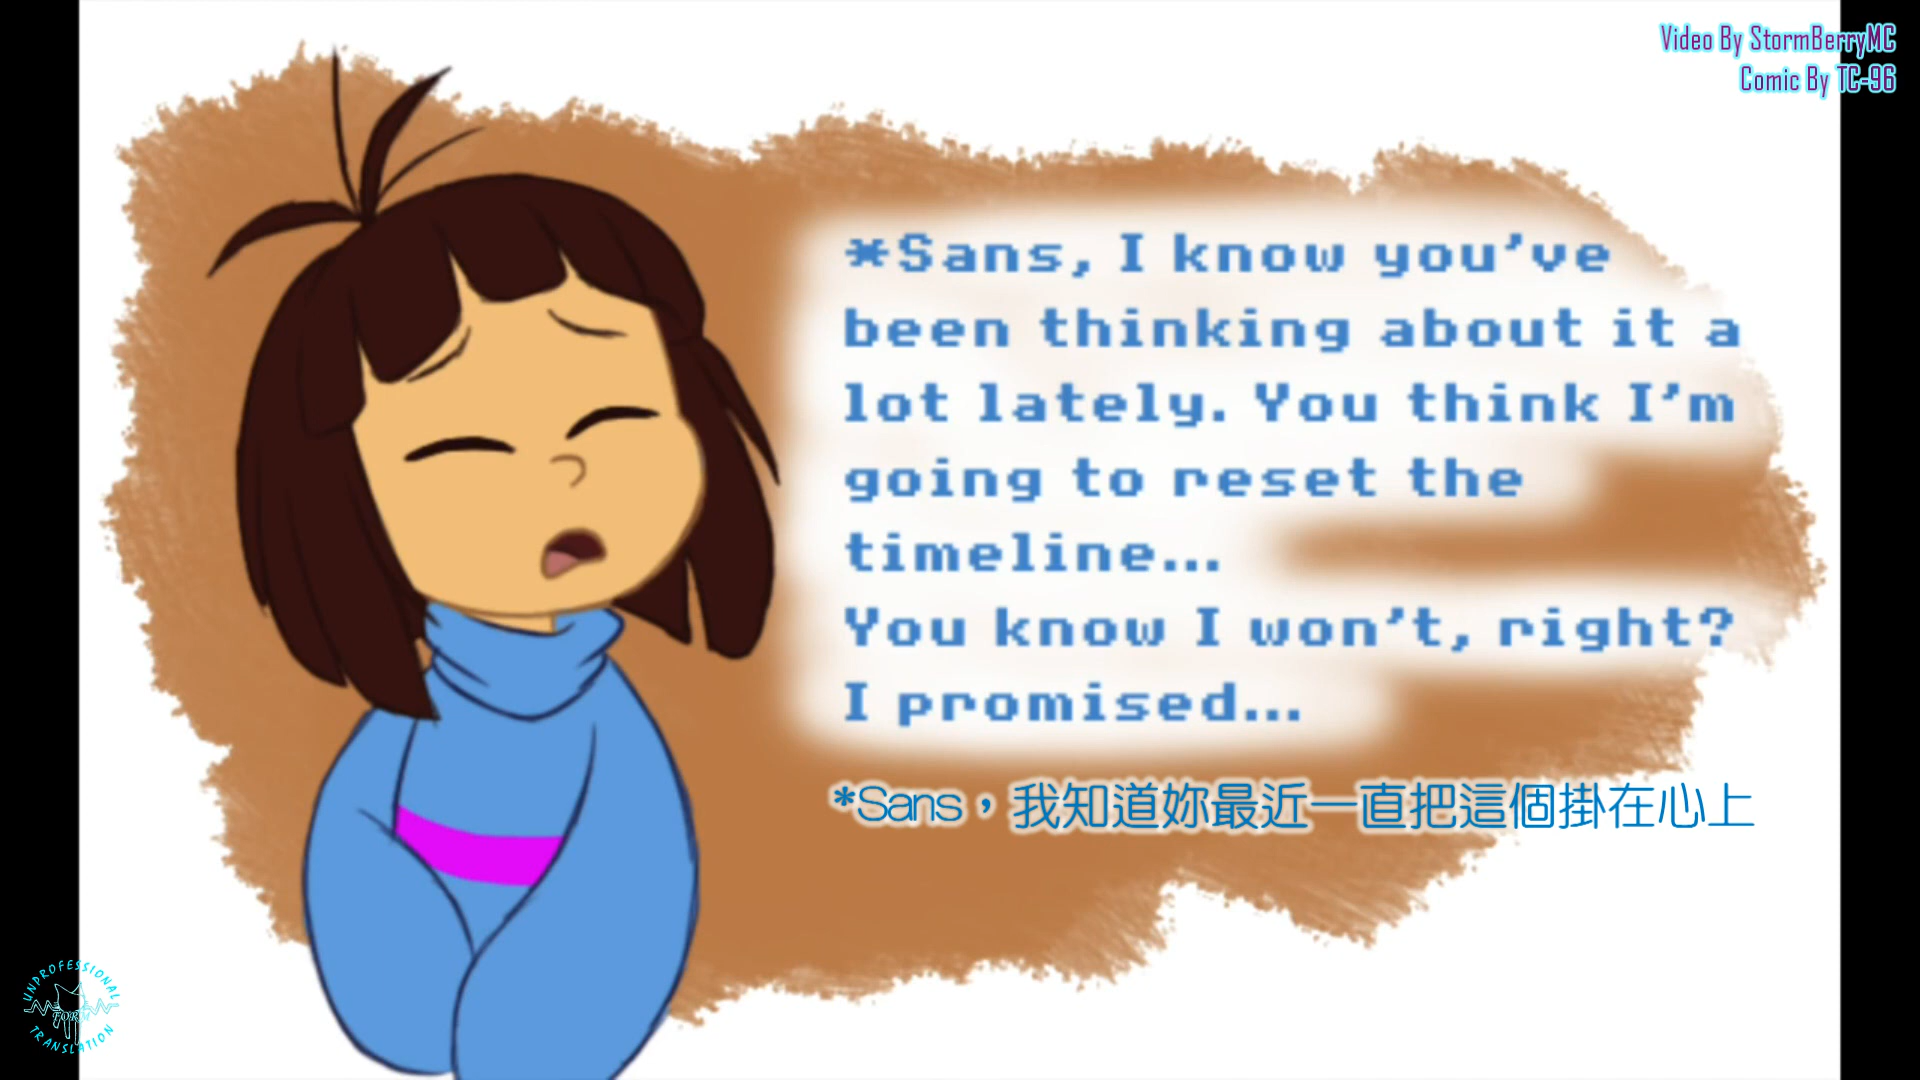 Video By StormBerryMC
Comic By TC-96
*Sans, I know you've
been thinking about it a
lot lately. You think I'm
going to reset the
timeline...
You know I won't, right?
I promised...
*Sans，我知道妳最近一直把這個掛在心上
UNPROFESSIONAL
TRANSLATION